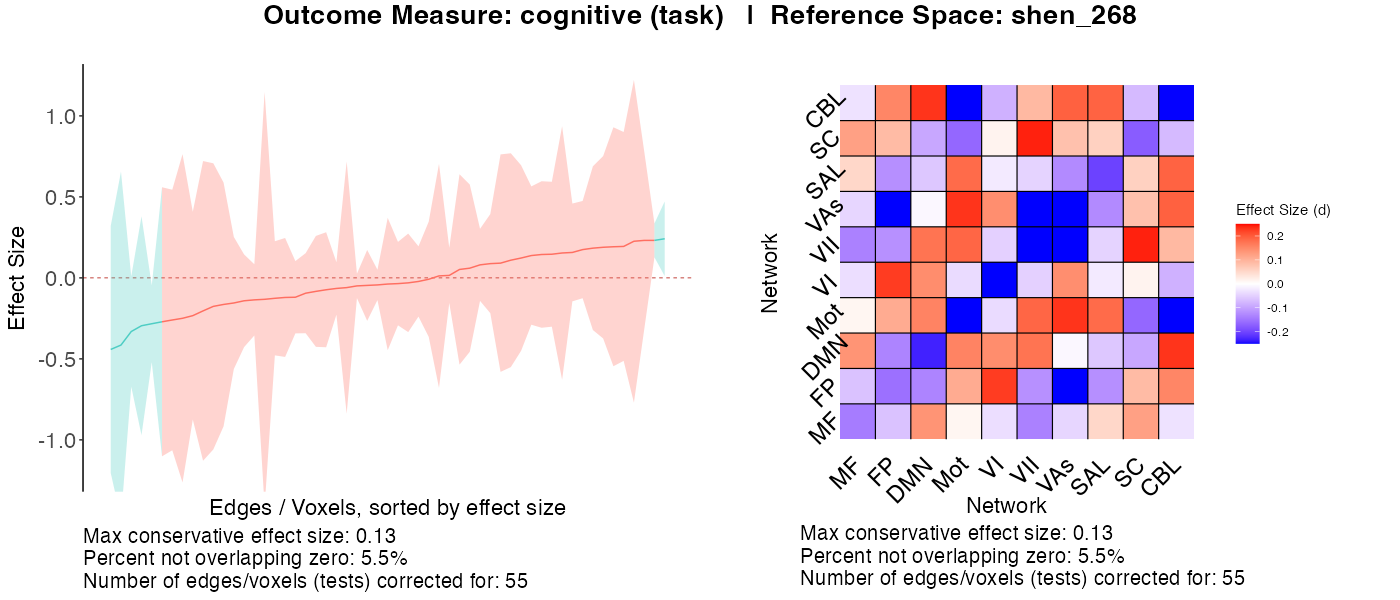 Outcome Measure: cognitive (task) | Reference Space: shen_268
Effect Size
1.0
0.5
0.0
-0.5
-1.0
Edges / Voxels, sorted by effect size
Max conservative effect size: 0.13
Percent not overlapping zero: 5.5%
Number of edges/voxels (tests) corrected for: 55
Network
CBL
SC
SAL
VAs
VII
VI
Mot
DMN
FP
MF
MF
FP
DMN
Mot
VI
VII
VAs
SAL
SC
CBL
Network
Effect Size (d)
0.2
0.1
0.0
-0.1
-0.2
Max conservative effect size: 0.13
Percent not overlapping zero: 5.5%
Number of edges/voxels (tests) corrected for: 55